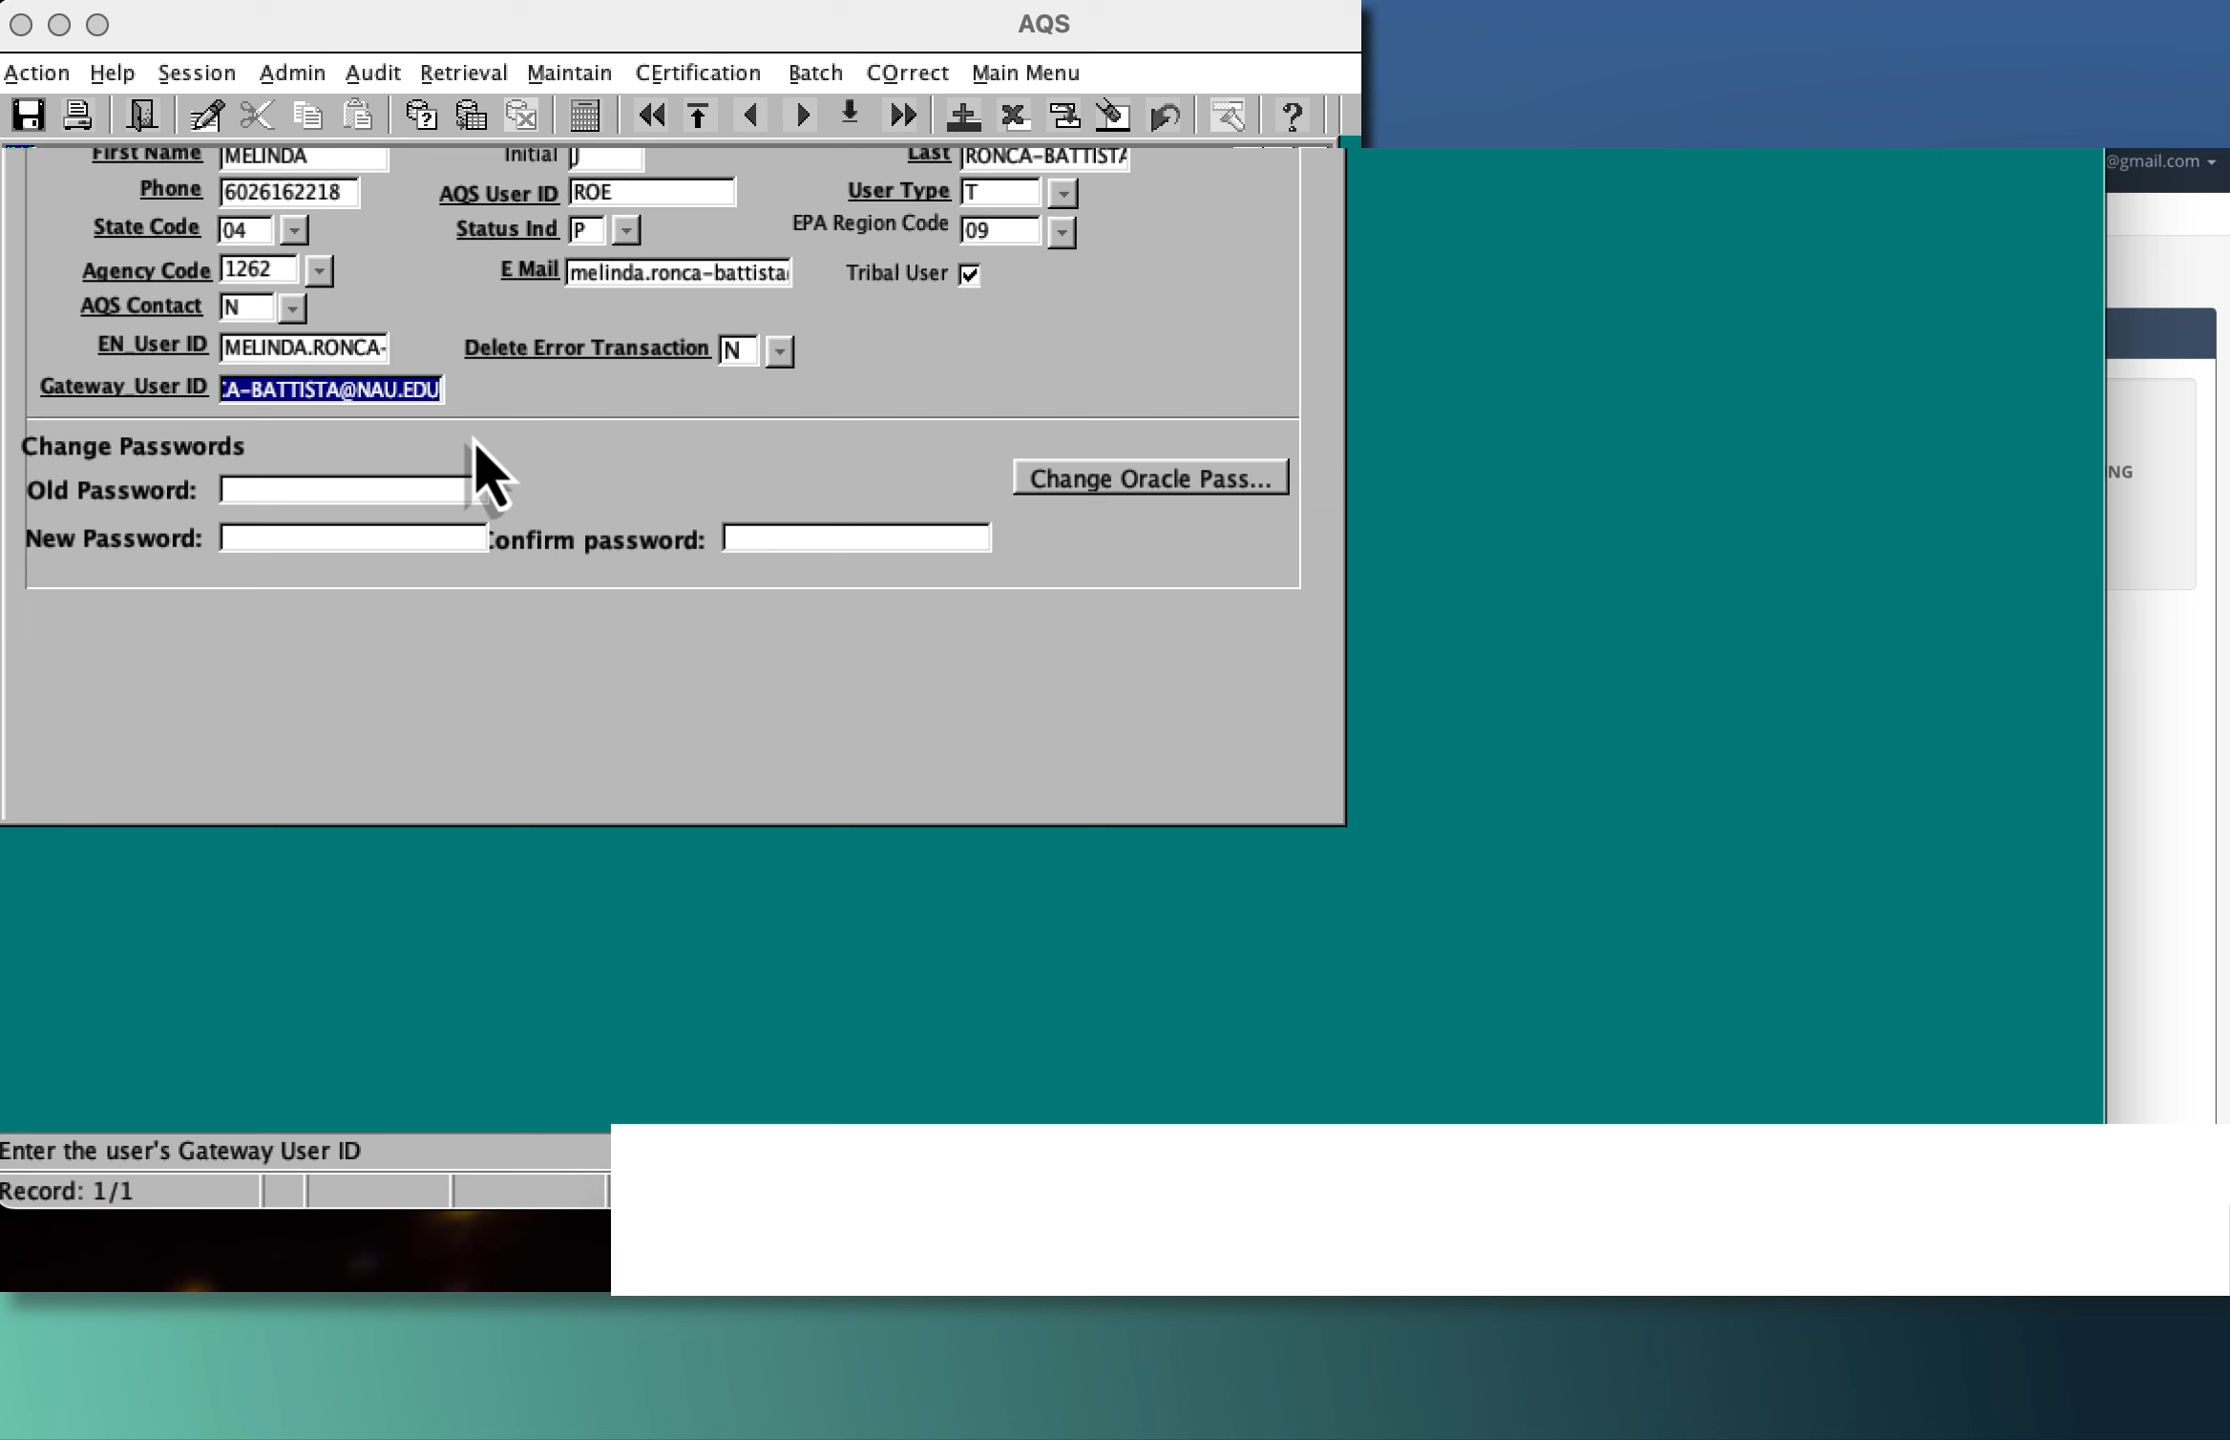 AQS
Action Help Session Admin Audit Retrieval Maintain CErtification Batch COrrect Main Menu
@gmail.com
First Name MELINDA Initial J Last RONCA-BATTISTA
Phone 6026162218 AQS User ID ROE User Type T
State Code 04 Status Ind P EPA Region Code 09
Agency Code 1262 E Mail melinda.ronca-battista Tribal User
AQS Contact N
EN_User ID MELINDA.RONCA- Delete Error Transaction N
Gateway_User ID CA-BATTISTA@NAU.EDU
Change Passwords
NG
Old Password: Change Oracle Pass...
New Password: Confirm password:
Enter the user's Gateway User ID
Record: 1/1